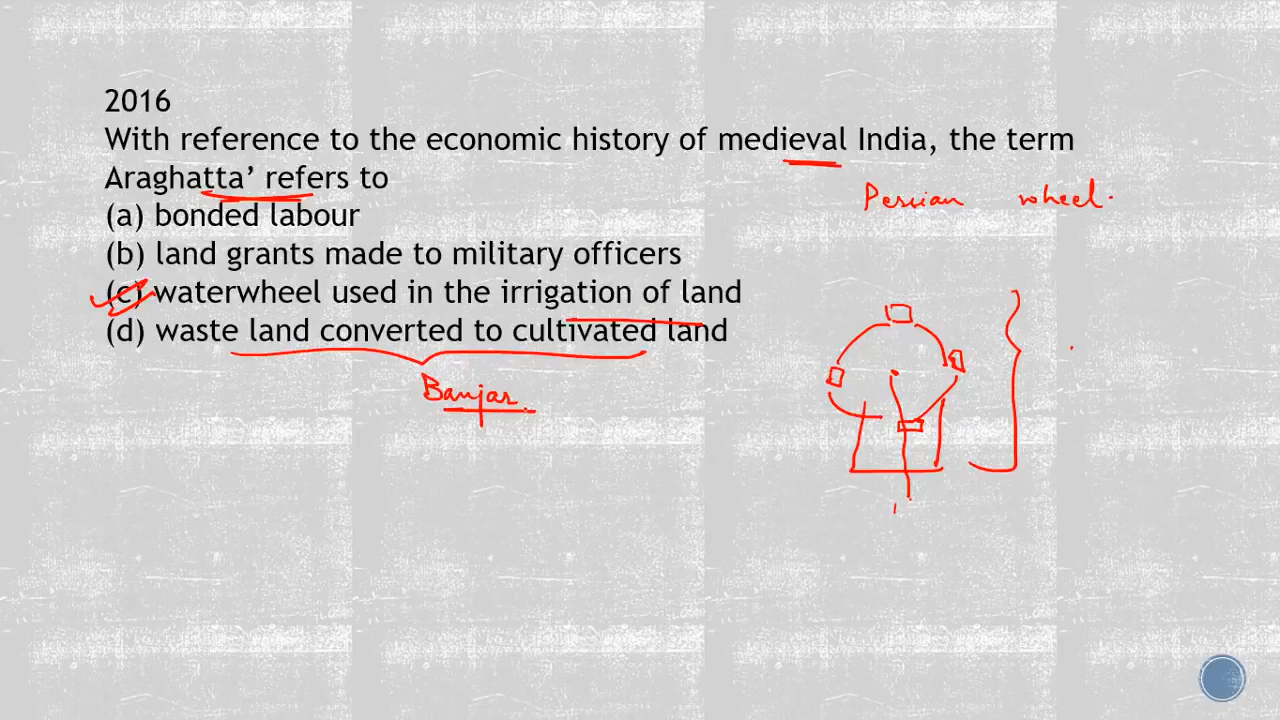 2016
With reference to the economic history of medieval India, the term
Araghatta’ refers to
Persian wheel.
(a) bonded labour
(b) land grants made to military officers
(c) waterwheel used in the irrigation of land
(d) waste land converted to cultivated land
Banjar